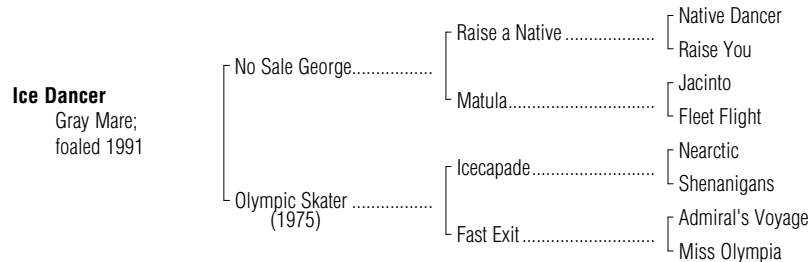 Native Dancer
Raise a Native ..................
Raise You
No Sale George................
Jacinto
Matula.............................
Fleet Flight
Ice Dancer
Gray Mare;
foaled 1991
Nearctic
Icecapade........................
Shenanigans
Olympic Skater ................
(1975)
Admiral's Voyage
Fast Exit ..........................
Miss Olympia